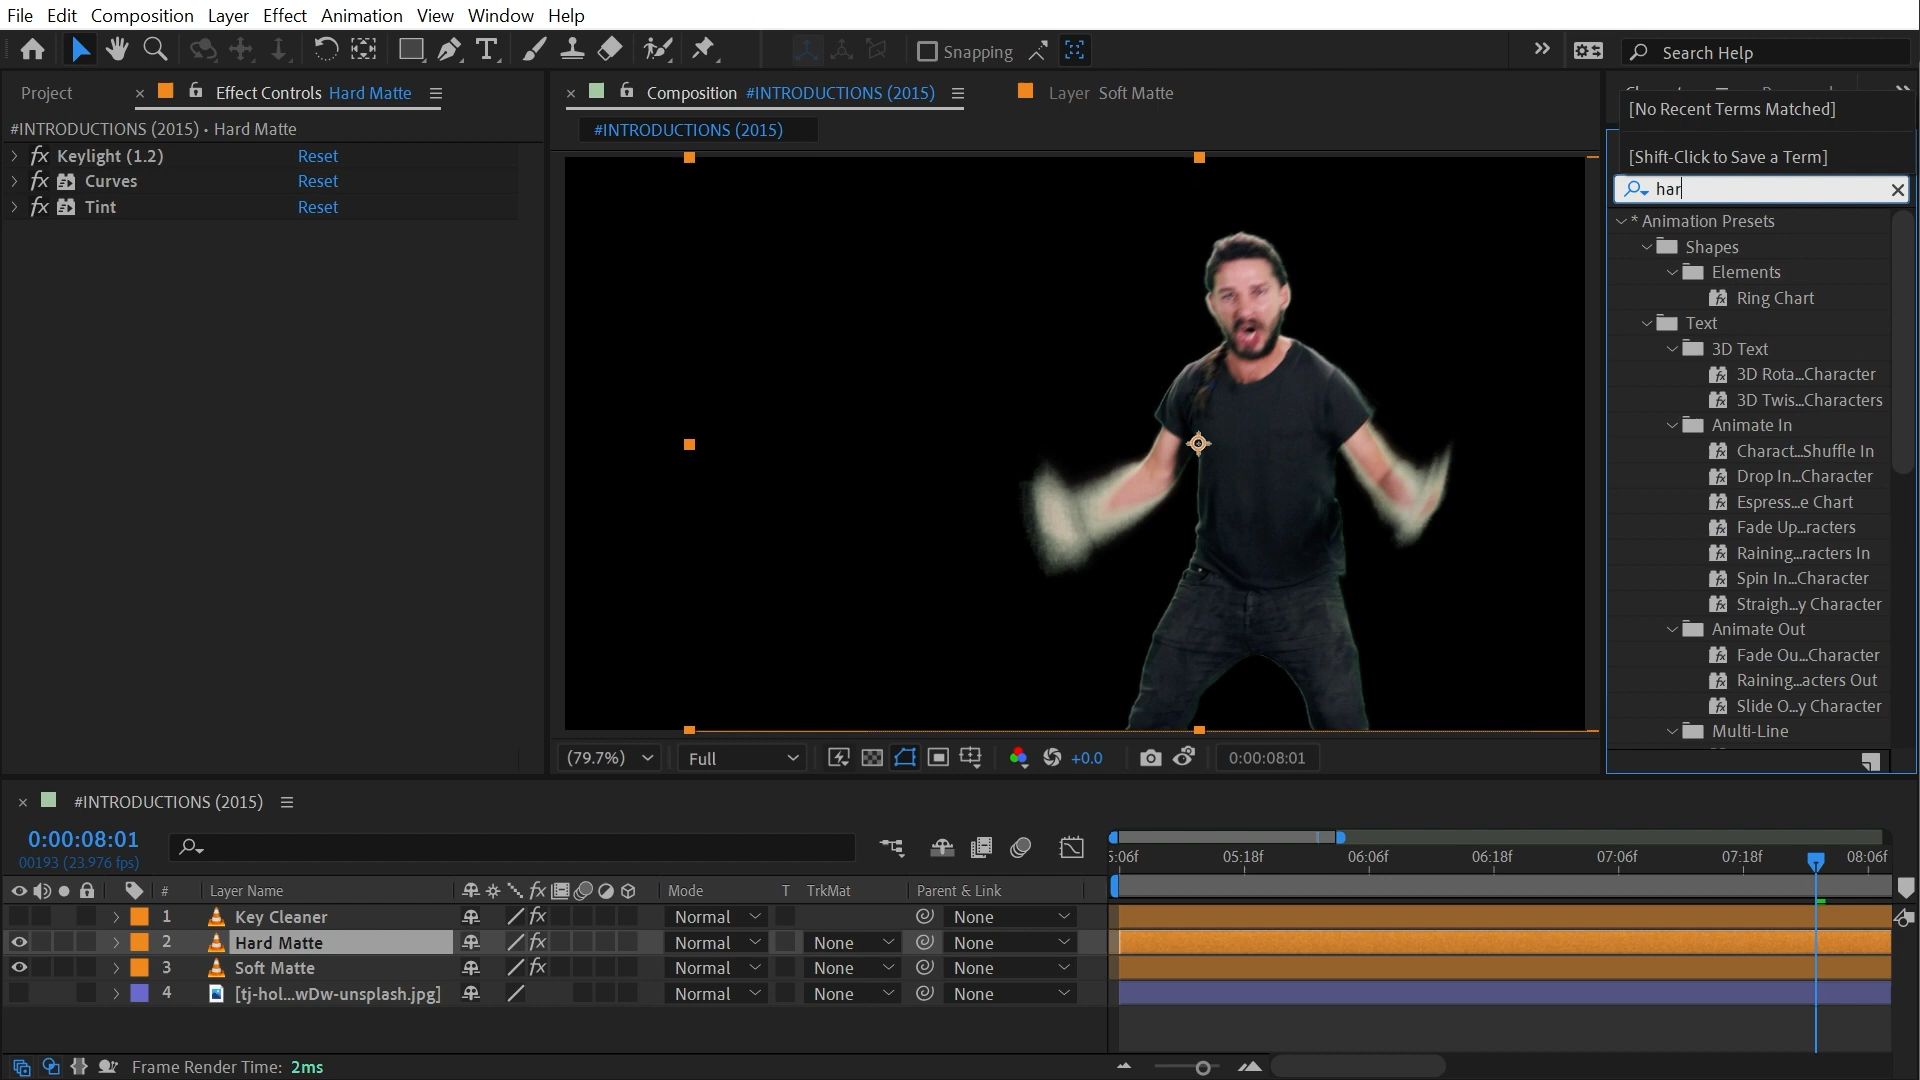 File Edit Composition Layer Effect Animation View Window Help
Snapping
Search Help
Project
Effect Controls Hard Matte
Composition #INTRODUCTIONS (2015)
Layer Soft Matte
#INTRODUCTIONS (2015) • Hard Matte
#INTRODUCTIONS (2015)
fx Keylight (1.2) Reset
fx Curves Reset
fx Tint Reset
[No Recent Terms Matched]
[Shift-Click to Save a Term]
har
* Animation Presets
Shapes
Elements
Ring Chart
Text
3D Text
3D Rota...Character
3D Twis...Characters
Animate In
Charact...Shuffle In
Drop In...Character
Espress...e Chart
Fade Up...racters
Raining...racters In
Spin In...Character
Straigh...y Character
Animate Out
Fade Ou...Character
Raining...acters Out
Slide O...y Character
Multi-Line
(79.7%) Full +0.0 0:00:08:01
#INTRODUCTIONS (2015)
0:00:08:01
00193 (23.976 fps)
5:06f 05:18f 06:06f 06:18f 07:06f 07:18f 08:06f
# Layer Name fx Mode T TrkMat Parent & Link
1 Key Cleaner fx Normal None
2 Hard Matte fx Normal None None
3 Soft Matte fx Normal None None
4 [tj-hol...wDw-unsplash.jpg] Normal None None
Frame Render Time: 2ms